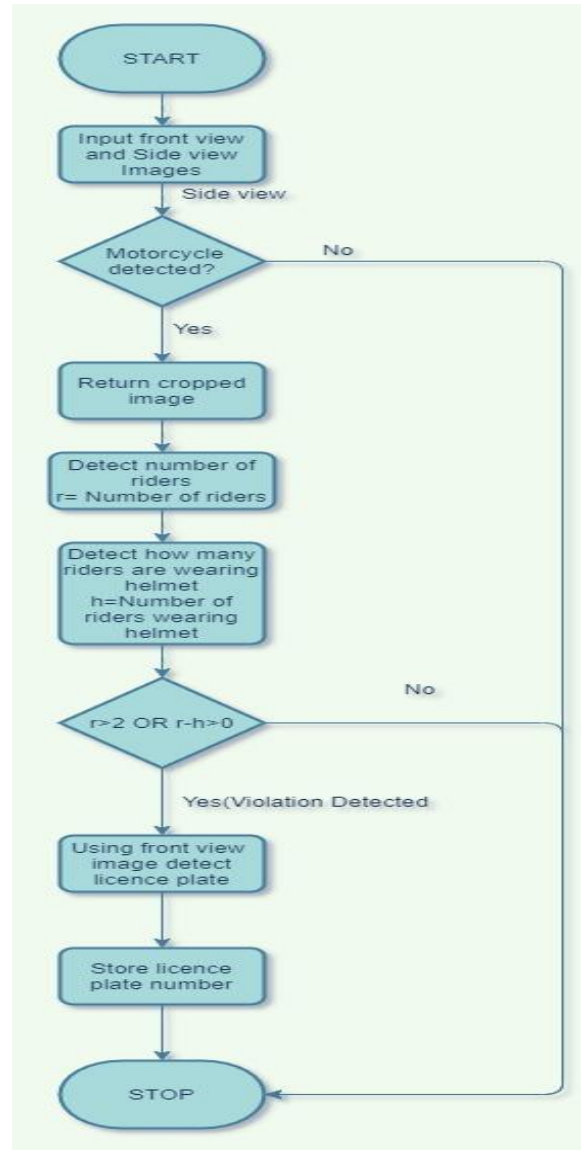 START
Input front view
and Side view
Images
Side view
Motorcycle
detected?
No
Yes
Return cropped
image
Detect number of
riders
r= Number of riders
Detect how many
riders are wearing
helmet
h=Number of
riders wearing
helmet
No
r>2 OR r-h>0
Yes(Violation Detected
Using front view
image detect
licence plate
Store licence
plate number
STOP